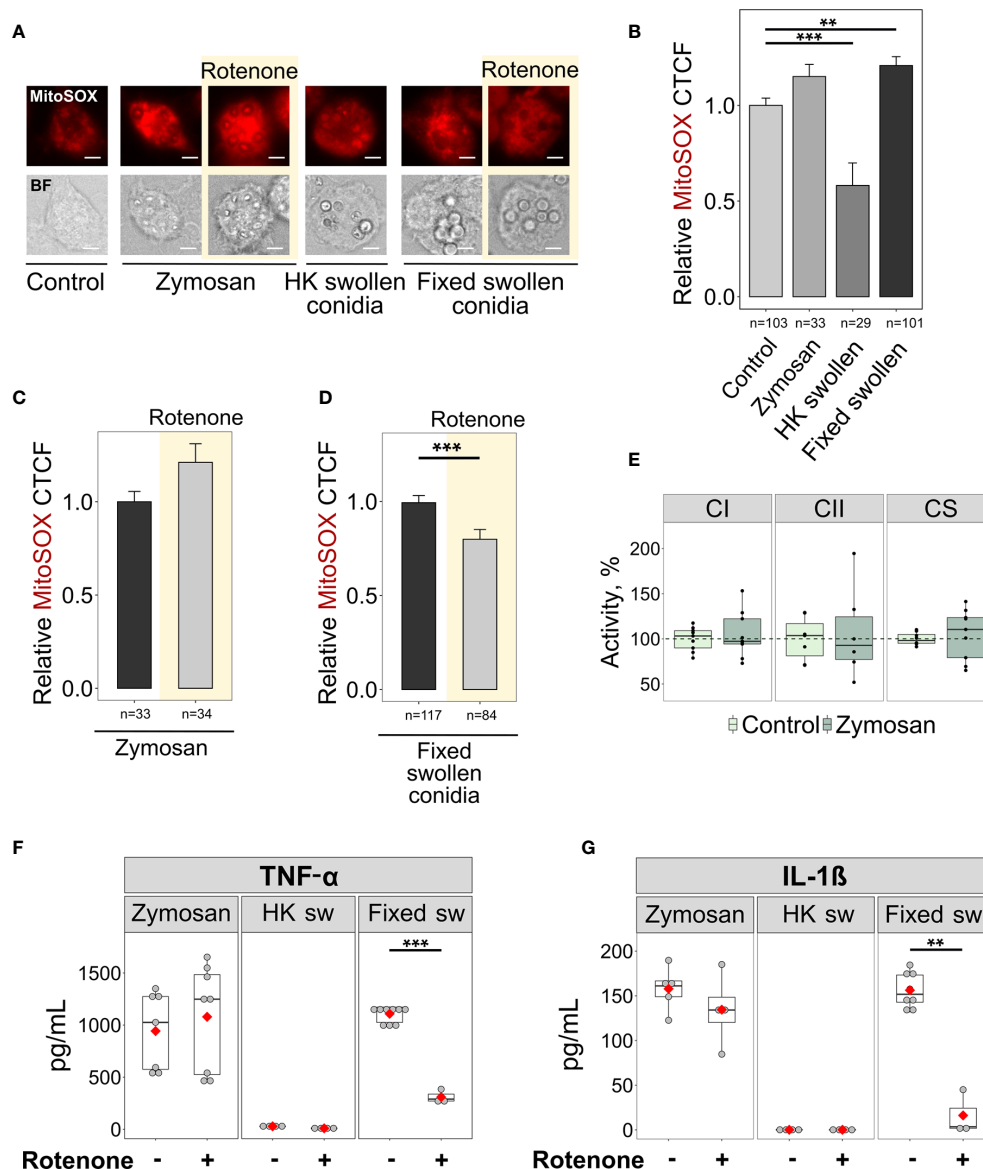 A
Rotenone
Rotenone
MitoSOX
BF
Control
Zymosan
HK swollen
conidia
Fixed swollen
conidia
B
Relative MitoSOX CTCF
1.0
0.5
0.0
**
***
n=103
n=33
n=29
n=101
Control
Zymosan
HK swollen
Fixed swollen
C
Rotenone
Relative MitoSOX CTCF
1.0
0.5
0.0
n=33
n=34
Zymosan
D
Rotenone
Relative MitoSOX CTCF
***
1.0
0.5
0.0
n=117
n=84
Fixed
swollen
conidia
E
CI
CII
CS
Activity, %
150
100
50
Control
Zymosan
F
TNF-α
Zymosan
HK sw
Fixed sw
***
pg/mL
1500
1000
500
0
Rotenone - + - + - +
G
IL-1ß
Zymosan
HK sw
Fixed sw
**
pg/mL
200
150
100
50
0
Rotenone - + - + - +